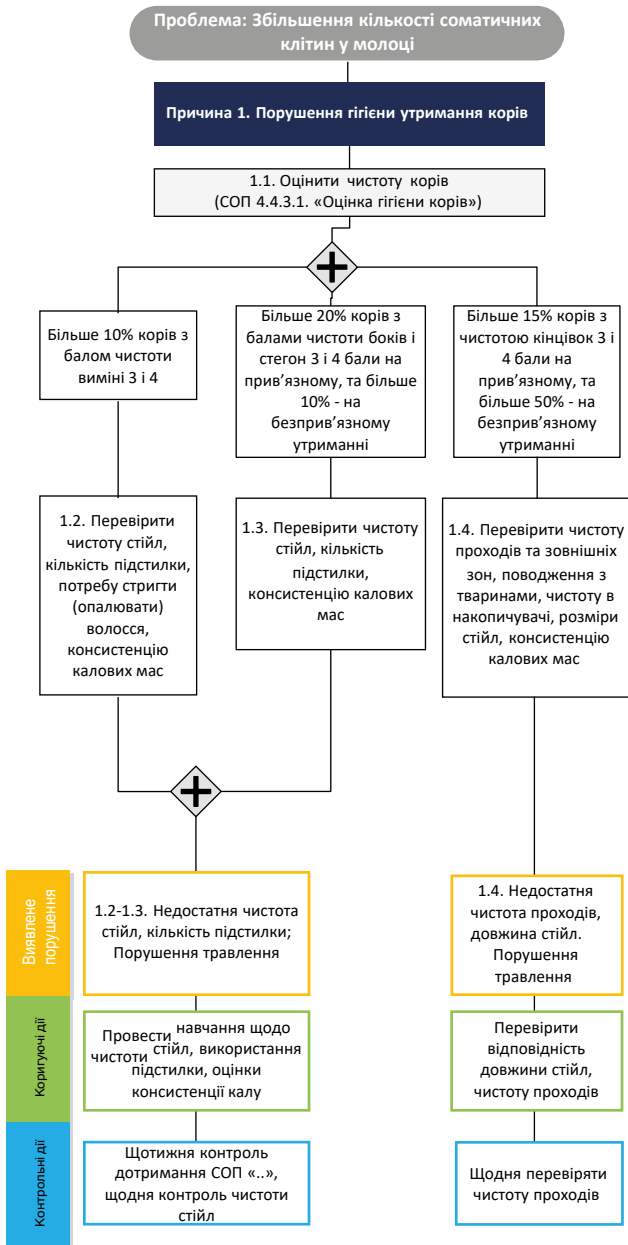 Проблема: Збільшення кількості соматичних
клітин у молоці
Причина 1. Порушення гігієни утримання корів
1.1. Оцінити чистоту корів
(СОП 4.4.3.1. «Оцінка гігієни корів»)
Більше 10% корів з
балом чистоти
вимiнi 3 і 4
Більше 20% корів з
балами чистоти боків і
стегон 3 і 4 бали на
прив’язному, та більше
10% - на
безприв’язному
утриманні
Більше 15% корів з
чистотою кінцівок 3 і
4 бали на
прив’язному, та
більше 50% - на
безприв’язному
утриманні
1.2. Перевірити
чистоту стійл,
кількість підстилки,
потребу стригти
(опалювати)
волосся,
консистенцію
калових мас
1.3. Перевірити чистоту
стійл, кількість
підстилки,
консистенцію калових
мас
1.4. Перевірити чистоту
проходів та зовнішніх
зон, поводження з
тваринами, чистоту в
накопичувачі, розміри
стійл, консистенцію
калових мас
Виявлене
порушення
1.2-1.3. Недостатня чистота
стійл, кількість підстилки;
Порушення травлення
1.4. Недостатня
чистота проходів,
довжина стійл.
Порушення
травлення
Коригуючі дії
Провести навчання щодо
чистоти стійл, використання
підстилки, оцінки
консистенції калу
Перевірити
відповідність
довжини стійл,
чистоту проходів
Контрольні дії
Щотижня контроль
дотримання СОП «..»,
щодня контроль чистоти
стійл
Щодня перевіряти
чистоту проходів